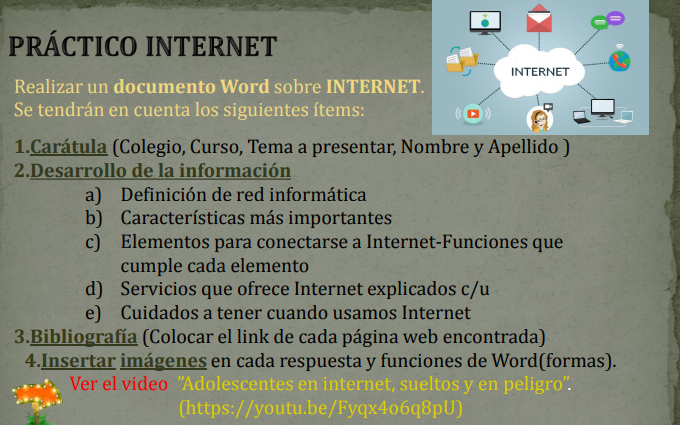 PRÁCTICO INTERNET
INTERNET
Realizar un documento Word sobre INTERNET.
Se tendrán en cuenta los siguientes ítems:
1.Carátula (Colegio, Curso, Tema a presentar, Nombre y Apellido )
2.Desarrollo de la información
a) Definición de red informática
b) Características más importantes
c) Elementos para conectarse a Internet-Funciones que
cumple cada elemento
d) Servicios que ofrece Internet explicados c/u
e) Cuidados a tener cuando usamos Internet
3.Bibliografía (Colocar el link de cada página web encontrada)
4.Insertar imágenes en cada respuesta y funciones de Word(formas).
Ver el video "Adolescentes en internet, sueltos y en peligro".
(https://youtu.be/Fyqx4o6q8pU)